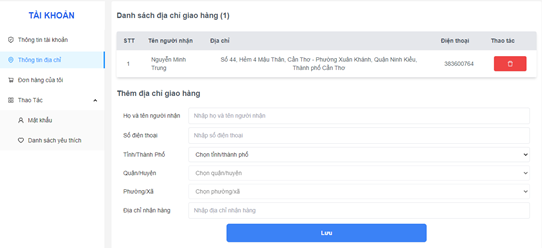 TÀI KHOẢN
Thông tin tài khoản
Thông tin địa chỉ
Đơn hàng của tôi
Thao Tác
Mật khẩu
Danh sách yêu thích
Danh sách địa chỉ giao hàng (1)
STT Tên người nhận Địa chỉ Điện thoại Thao tác
1 Nguyễn Minh Trung Số 44, Hẻm 4 Mậu Thân, Cần Thơ - Phường Xuân Khánh, Quận Ninh Kiều, Thành phố Cần Thơ 383600764
Thêm địa chỉ giao hàng
Họ và tên người nhận Nhập họ và tên người nhận
Số điện thoại Nhập số điện thoại
Tỉnh/Thành Phố Chọn tỉnh/thành phố
Quận/Huyện Chọn quận/huyện
Phường/Xã Chọn phường/xã
Địa chỉ nhận hàng Nhập địa chỉ nhận hàng
Lưu